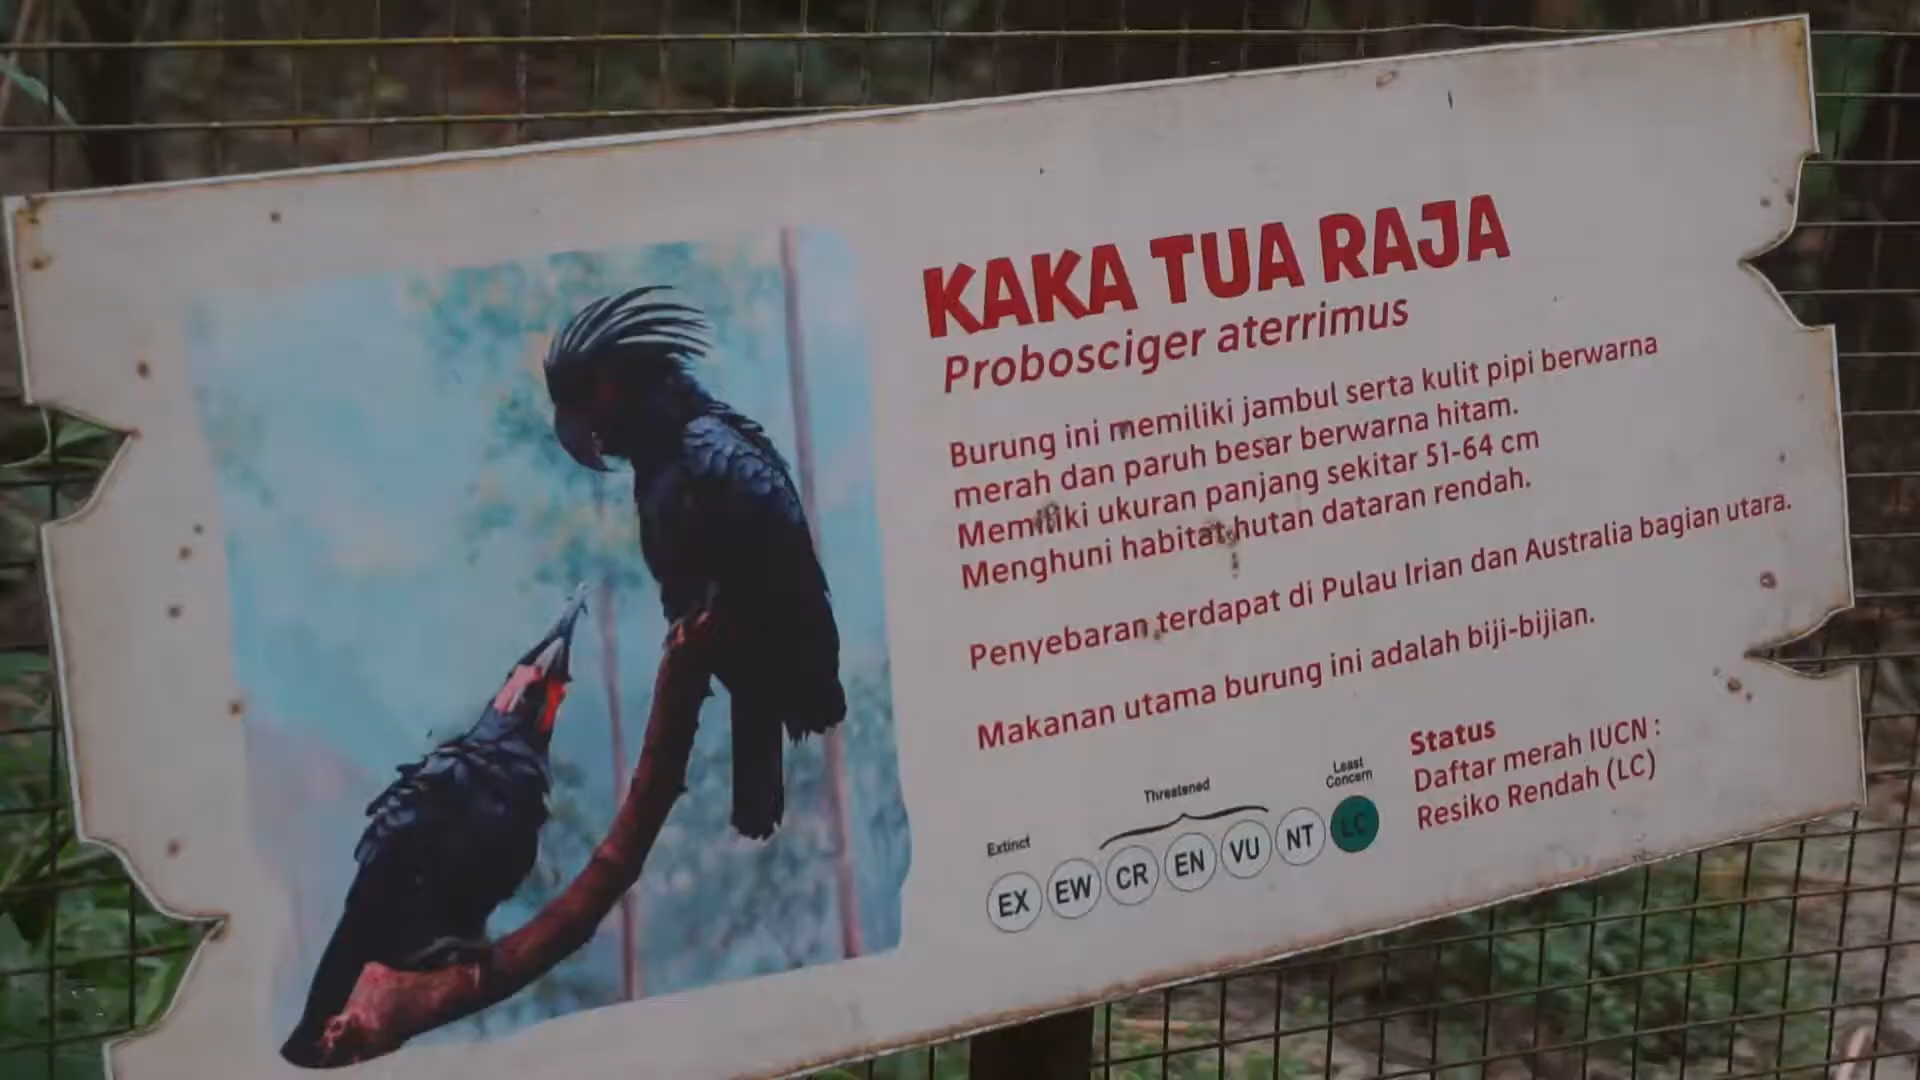 KAKA TUA RAJA
Probosciger aterrimus
Burung ini memiliki jambul serta kulit pipi berwarna
merah dan paruh besar berwarna hitam.
Memiliki ukuran panjang sekitar 51-64 cm
Menghuni habitat hutan dataran rendah.
Penyebaran terdapat di Pulau Irian dan Australia bagian utara.
Makanan utama burung ini adalah biji-bijian.
Extinct
Threatened
Least
Concern
EX EW CR EN VU NT LC
Status
Daftar merah IUCN :
Resiko Rendah (LC)